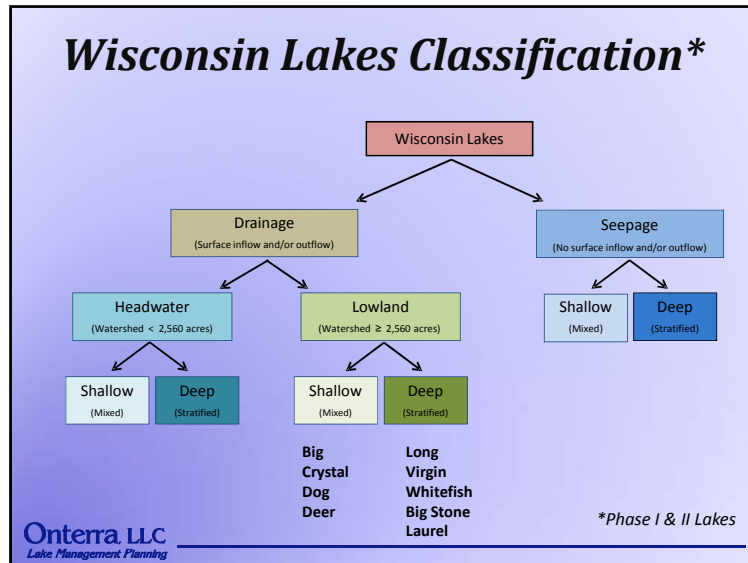 Wisconsin Lakes Classification*
Wisconsin Lakes
Drainage
(Surface inflow and/or outflow)
Seepage
(No surface inflow and/or outflow)
Headwater
(Watershed < 2,560 acres)
Lowland
(Watershed ≥ 2,560 acres)
Shallow
(Mixed)
Deep
(Stratified)
Shallow
(Mixed)
Deep
(Stratified)
Shallow
(Mixed)
Deep
(Stratified)
Big
Crystal
Dog
Deer
Long
Virgin
Whitefish
Big Stone
Laurel
*Phase I & II Lakes
Onterra, LLC
Lake Management Planning